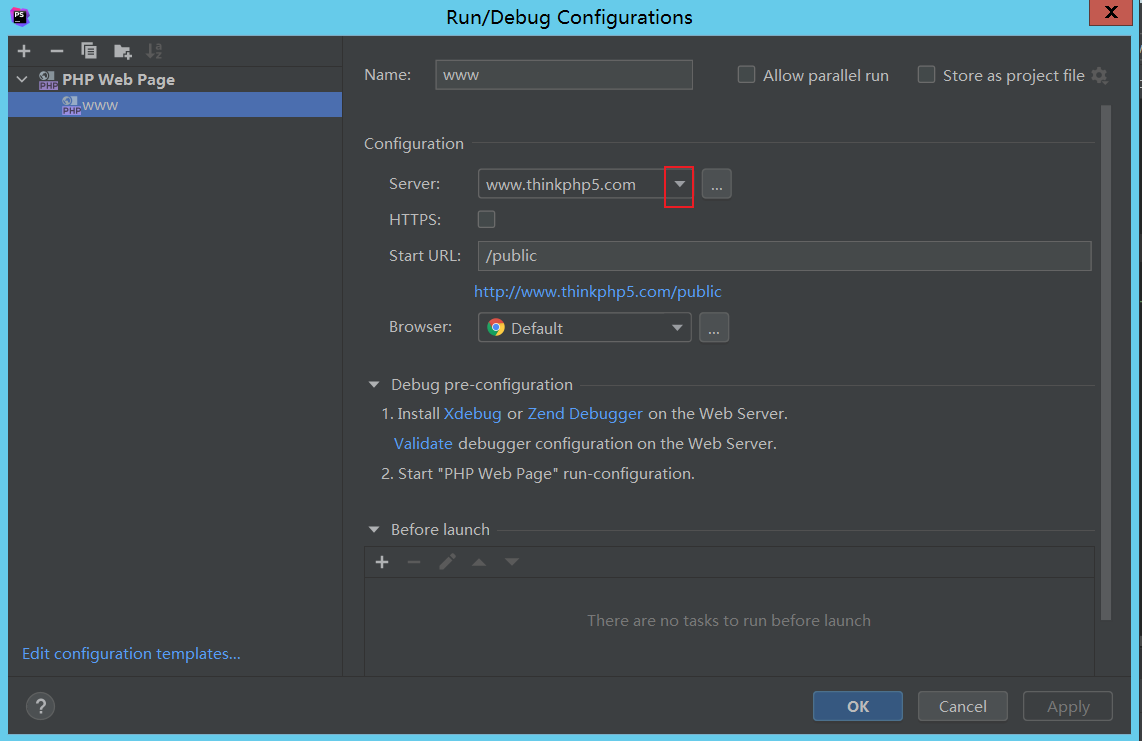 PS
Run/Debug Configurations
X
PHP Web Page
PHP
www
PHP
Name:
www
Allow parallel run
Store as project file
Configuration
Server:
www.thinkphp5.com
...
HTTPS:
Start URL:
/public
http://www.thinkphp5.com/public
Browser:
Default
...
Debug pre-configuration
1. Install Xdebug or Zend Debugger on the Web Server.
Validate debugger configuration on the Web Server.
2. Start "PHP Web Page" run-configuration.
Before launch
There are no tasks to run before launch
Edit configuration templates...
?
OK
Cancel
Apply